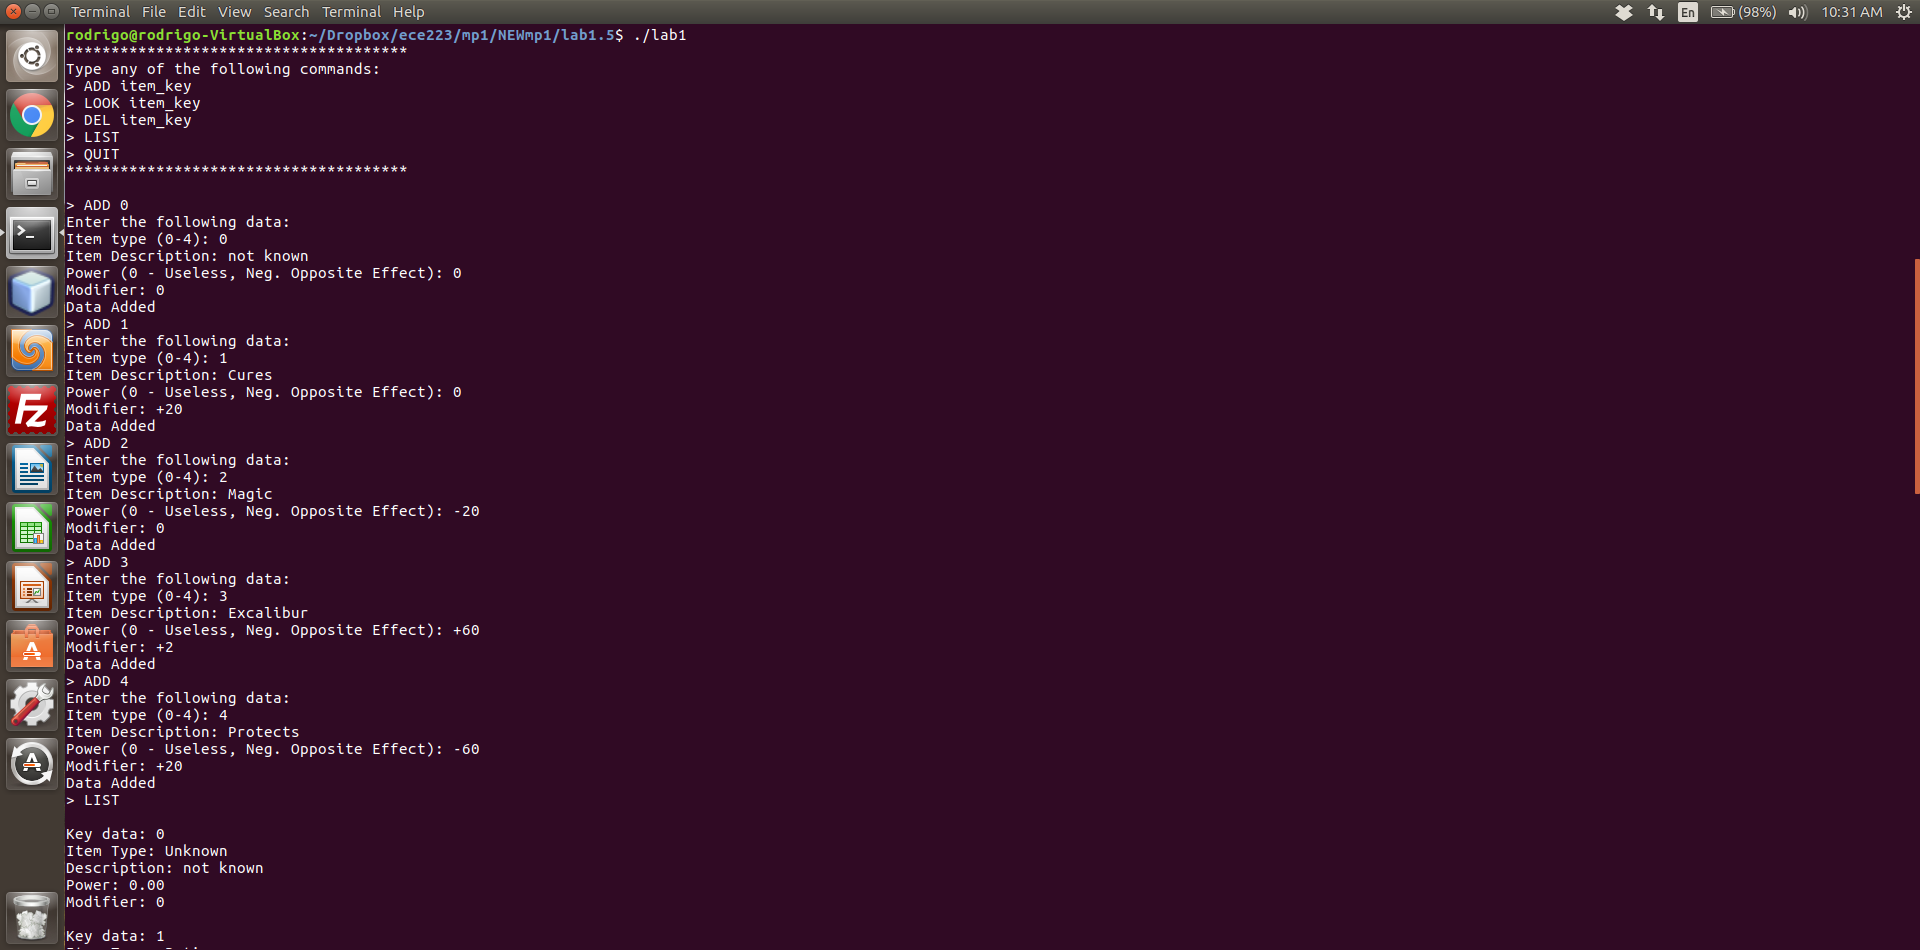 Terminal File Edit View Search Terminal Help En (98%) 10:31 AM
rodrigo@rodrigo-VirtualBox:~/Dropbox/ece223/mp1/NEWmp1/lab1.5$ ./lab1
**************************************
Type any of the following commands:
> ADD item_key
> LOOK item_key
> DEL item_key
> LIST
> QUIT
**************************************
> ADD 0
Enter the following data:
Item type (0-4): 0
Item Description: not known
Power (0 - Useless, Neg. Opposite Effect): 0
Modifier: 0
Data Added
> ADD 1
Enter the following data:
Item type (0-4): 1
Item Description: Cures
Power (0 - Useless, Neg. Opposite Effect): 0
Modifier: +20
Data Added
> ADD 2
Enter the following data:
Item type (0-4): 2
Item Description: Magic
Power (0 - Useless, Neg. Opposite Effect): -20
Modifier: 0
Data Added
> ADD 3
Enter the following data:
Item type (0-4): 3
Item Description: Excalibur
Power (0 - Useless, Neg. Opposite Effect): +60
Modifier: +2
Data Added
> ADD 4
Enter the following data:
Item type (0-4): 4
Item Description: Protects
Power (0 - Useless, Neg. Opposite Effect): -60
Modifier: +20
Data Added
> LIST
Key data: 0
Item Type: Unknown
Description: not known
Power: 0.00
Modifier: 0
Key data: 1